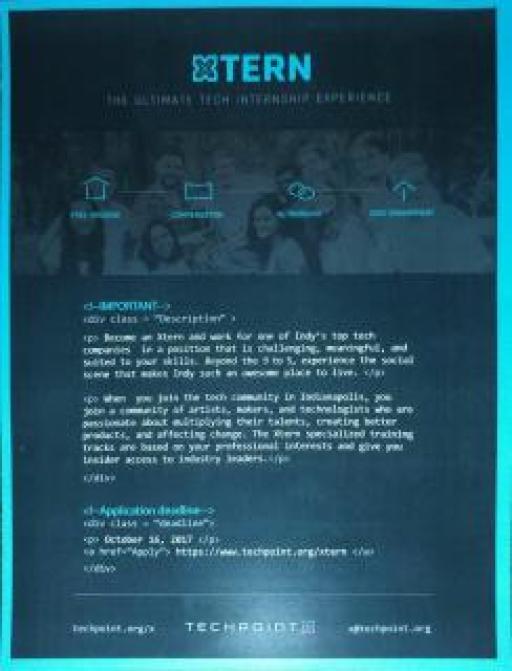 XTERN
THE ULTIMATE TECH INTERNSHIP EXPERIENCE
<!--IMPORTANT-->
<div class = "Description" >
<p> Become an Xtern and work for one of Indy's top tech
companies in a position that is challenging, meaningful, and
suited to your skills. Beyond the 9 to 5, experience the social
scene that makes Indy such an awesome place to live. </p>
<p> When you join the tech community in Indianapolis, you
join a community of artists, makers, and technologists who are
passionate about multiplying their talents, creating better
products, and affecting change. The Xtern specialized training
tracks are based on your professional interests and give you
insider access to industry leaders.</p>
</div>
<!--Application deadline-->
<div class = "deadline">
<p> October 16, 2017 </p>
<a href="Apply"> https://www.techpoint.org/xtern </a>
</div>
techpoint.org/x
TECHPOINT
x@techpoint.org